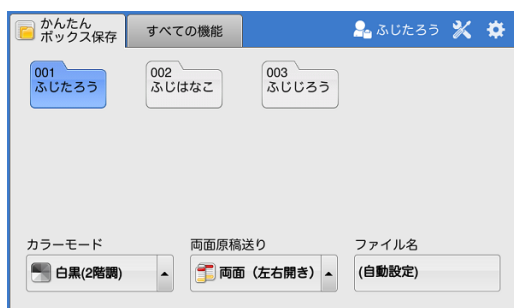 かんたん
ボックス保存
すべての機能
ふじたろう
001
ふじたろう
002
ふじはなこ
003
ふじじろう
カラーモード
両面原稿送り
ファイル名
白黒(2階調)
両面（左右開き）
(自動設定)